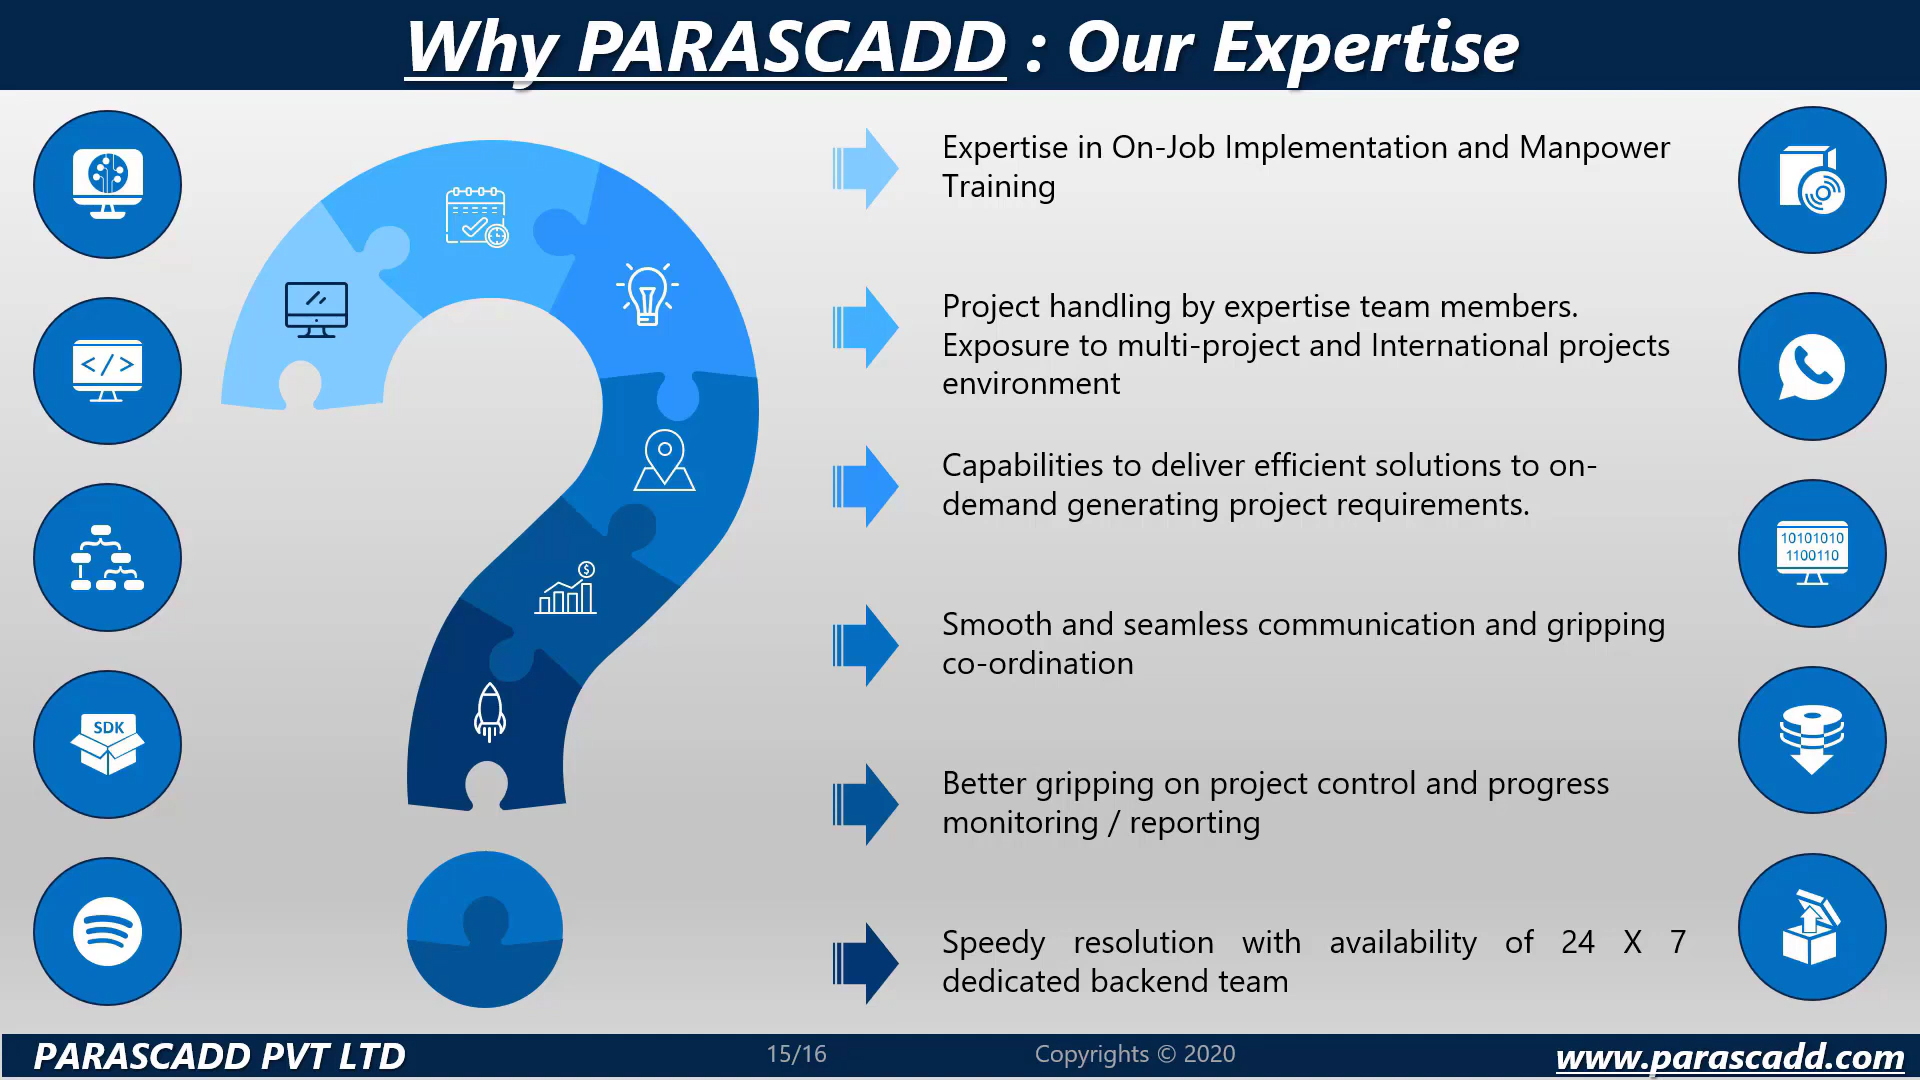 Why PARASCADD : Our Expertise
Expertise in On-Job Implementation and Manpower
Training
Project handling by expertise team members.
Exposure to multi-project and International projects
environment
Capabilities to deliver efficient solutions to on-
demand generating project requirements.
Smooth and seamless communication and gripping
co-ordination
Better gripping on project control and progress
monitoring / reporting
Speedy resolution with availability of 24 X 7
dedicated backend team
</>
SDK
$
10101010
1100110
PARASCADD PVT LTD
15/16
Copyrights © 2020
www.parascadd.com